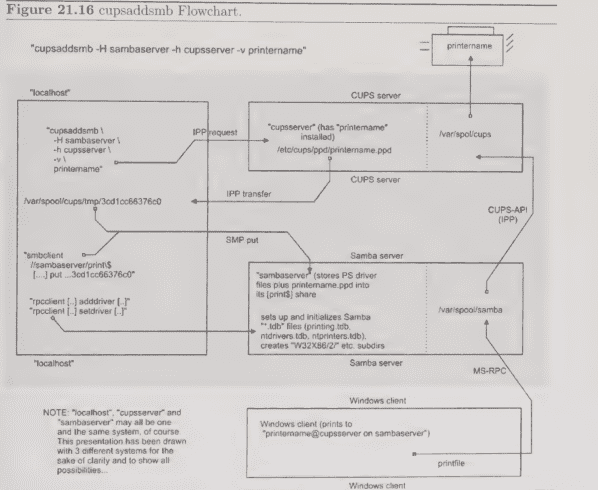 Figure 21.16 cupsaddsmb Flowchart.
"cupsaddsmb -H sambaserver -h cupsserver -v printername"
printername
"localhost"
CUPS server
"cupsaddsmb \
-H sambaserver \
-h cupsserver \
-v \
printername"
IPP request
"cupsserver" (has "printername"
installed)
/etc/cups/ppd/printername.ppd
/var/spol/cups
CUPS server
IPP transfer
/var/spool/cups/tmp/3cd1cc66376c0
CUPS-API
(IPP)
SMP put
Samba server
"smbclient
//sambaserver/print\$
[....] put ...3cd1cc66376c0"
"rpcclient [..] adddriver [..]"
"rpcclient [..] setdriver [..]"
"sambaserver" (stores PS driver
files plus printername.ppd into
its [print$] share
sets up and initializes Samba
"*.tdb" files (printing.tdb,
ntdrivers.tdb, ntprinters.tdb),
creates "W32X86/2/" etc. subdirs
/var/spool/samba
"localhost"
Samba server
MS-RPC
Windows client
NOTE: "localhost", "cupsserver" and
"sambaserver" may all be one
and the same system, of course
This presentation has been drawn
with 3 different systems for the
sake of clarity and to show all
possibilities...
Windows client (prints to
"printername@cupsserver on sambaserver")
printfile
Windows client